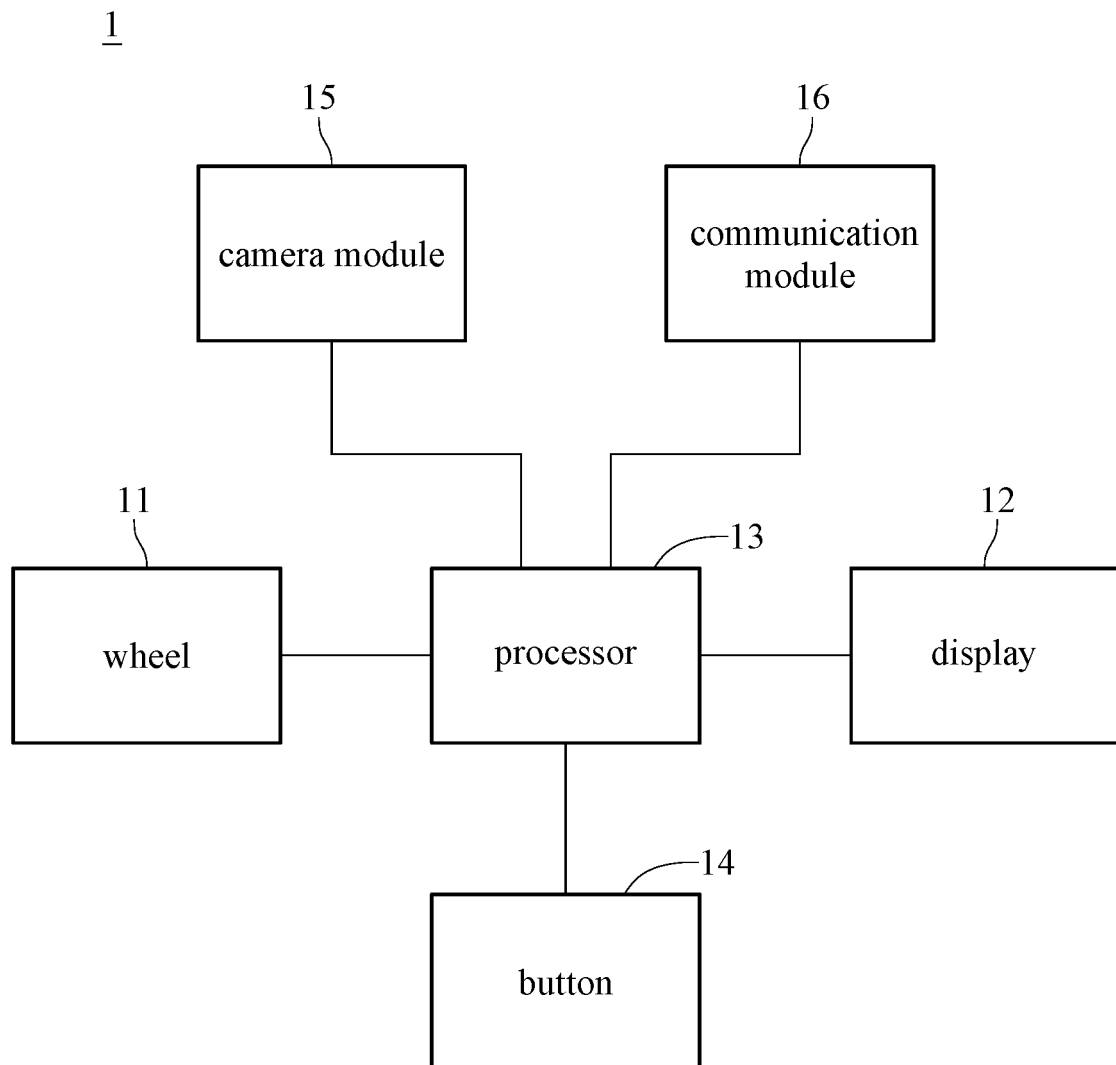 1
15
16
camera module
communication
module
11
13
12
wheel
processor
display
14
button